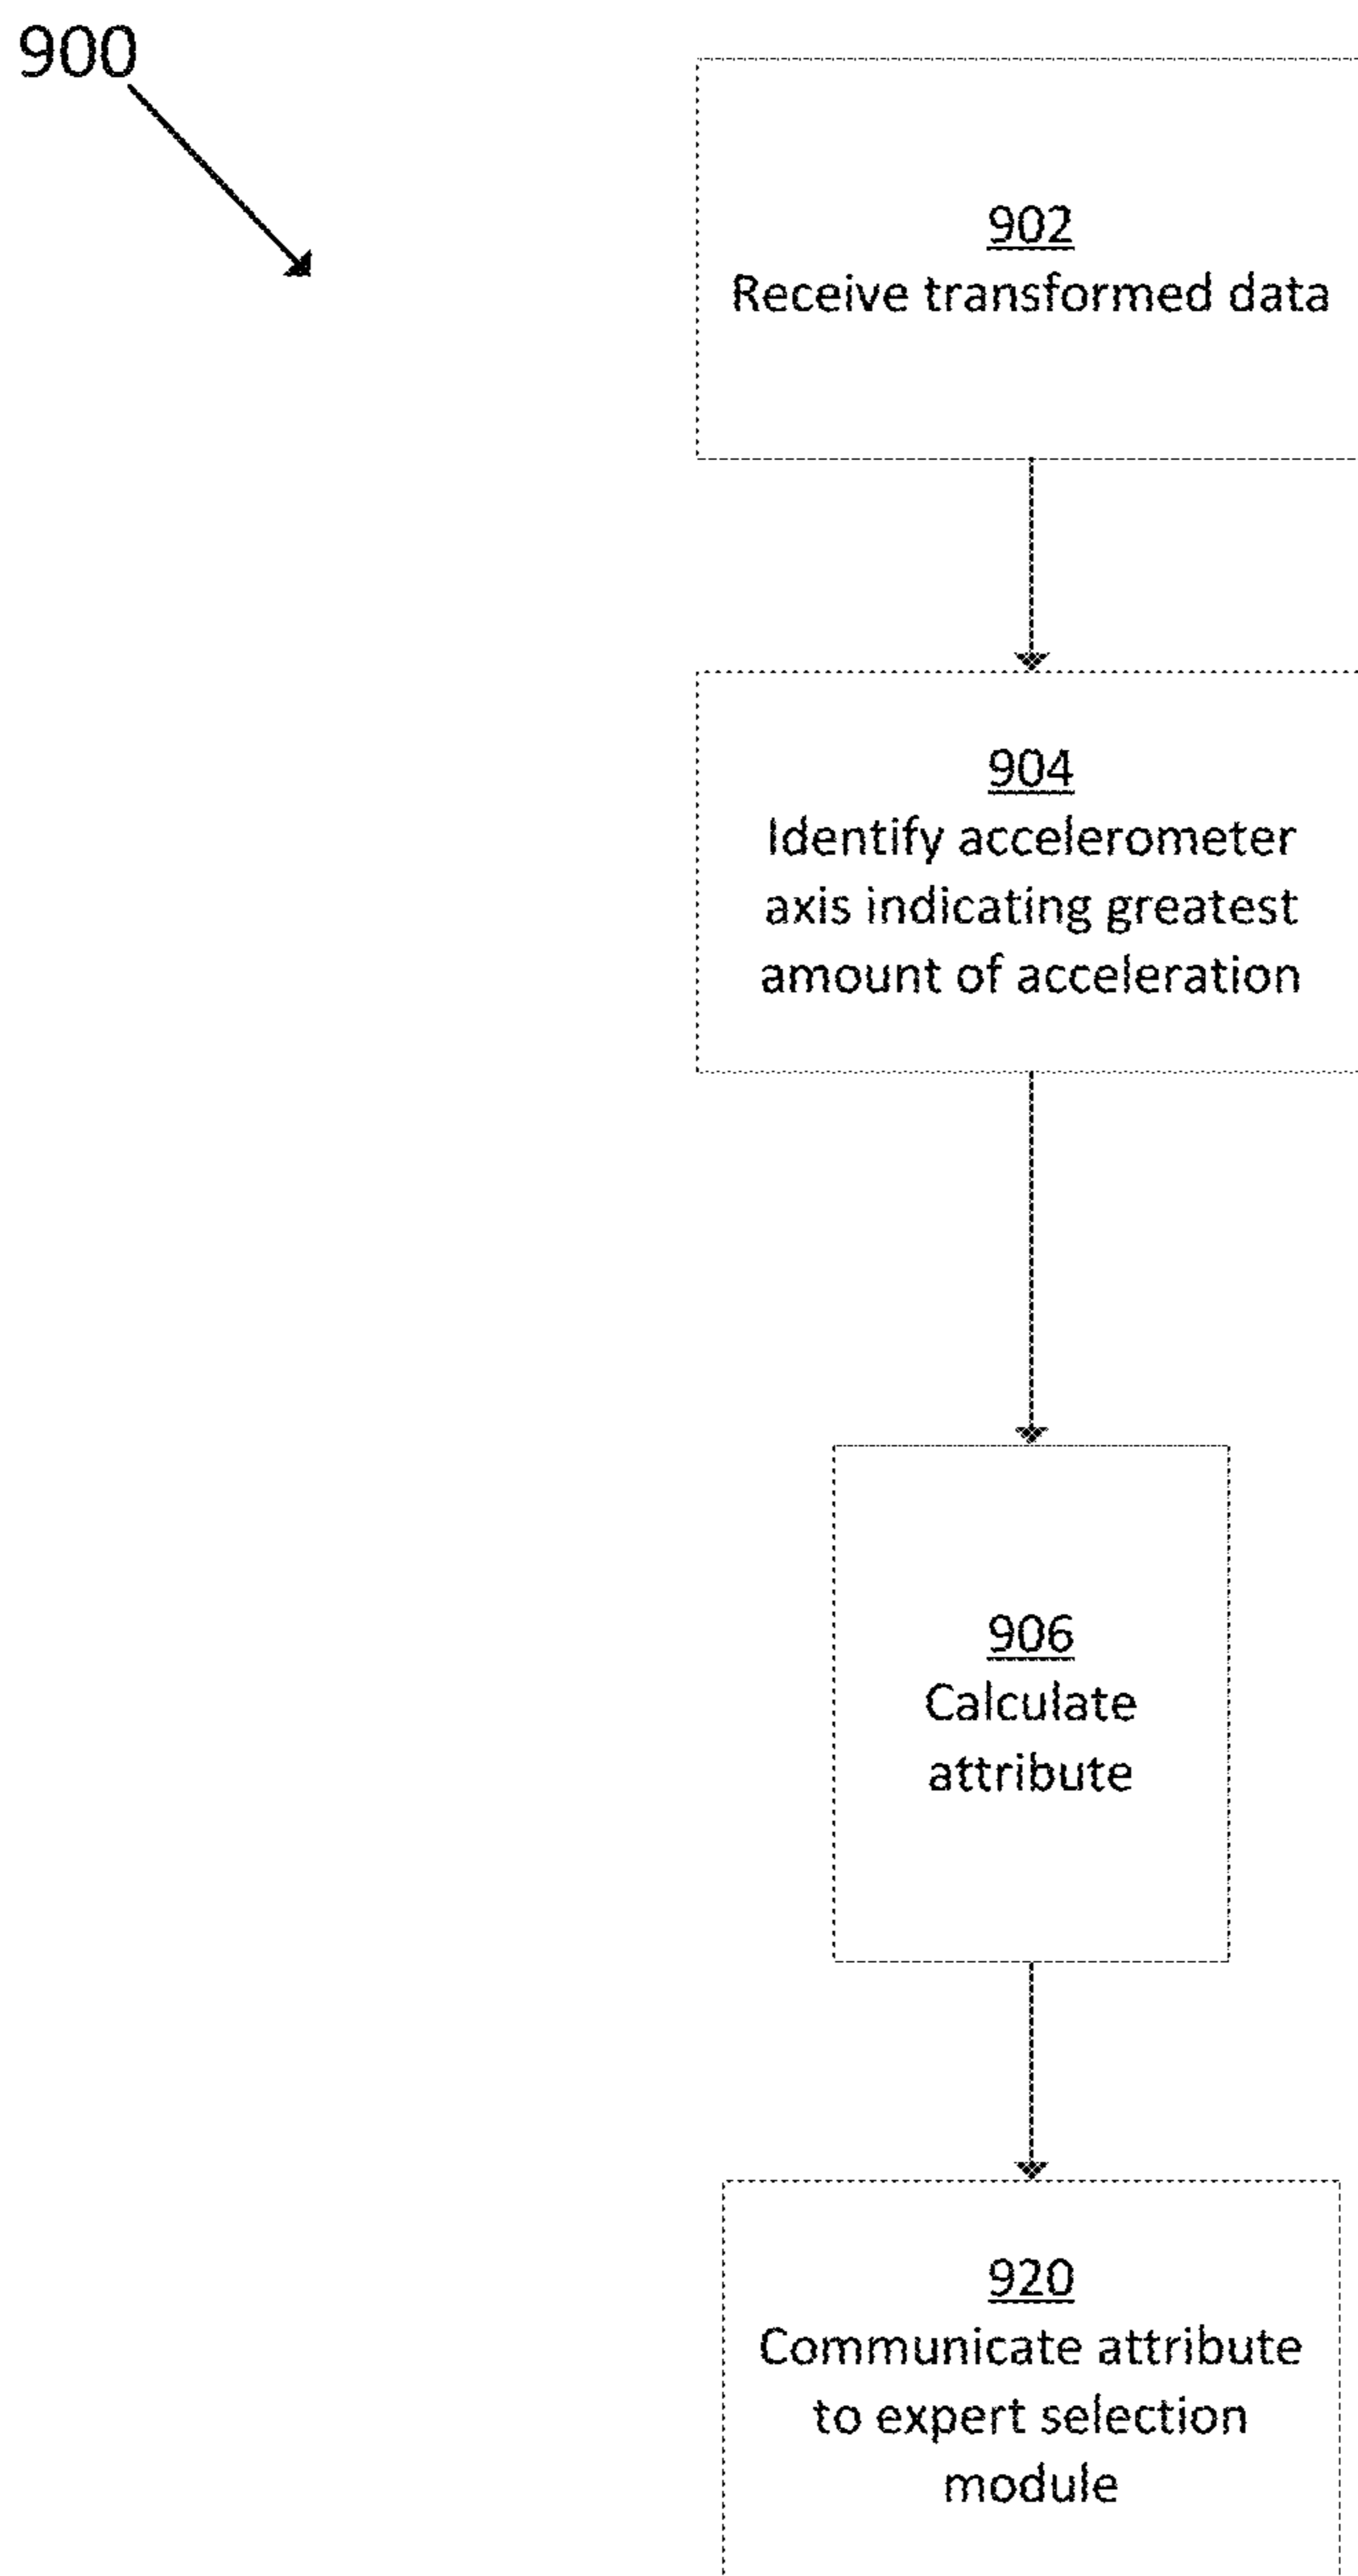 900
902
Receive transformed data
904
Identify accelerometer
axis indicating greatest
amount of acceleration
906
Calculate
attribute
920
Communicate attribute
to expert selection
module